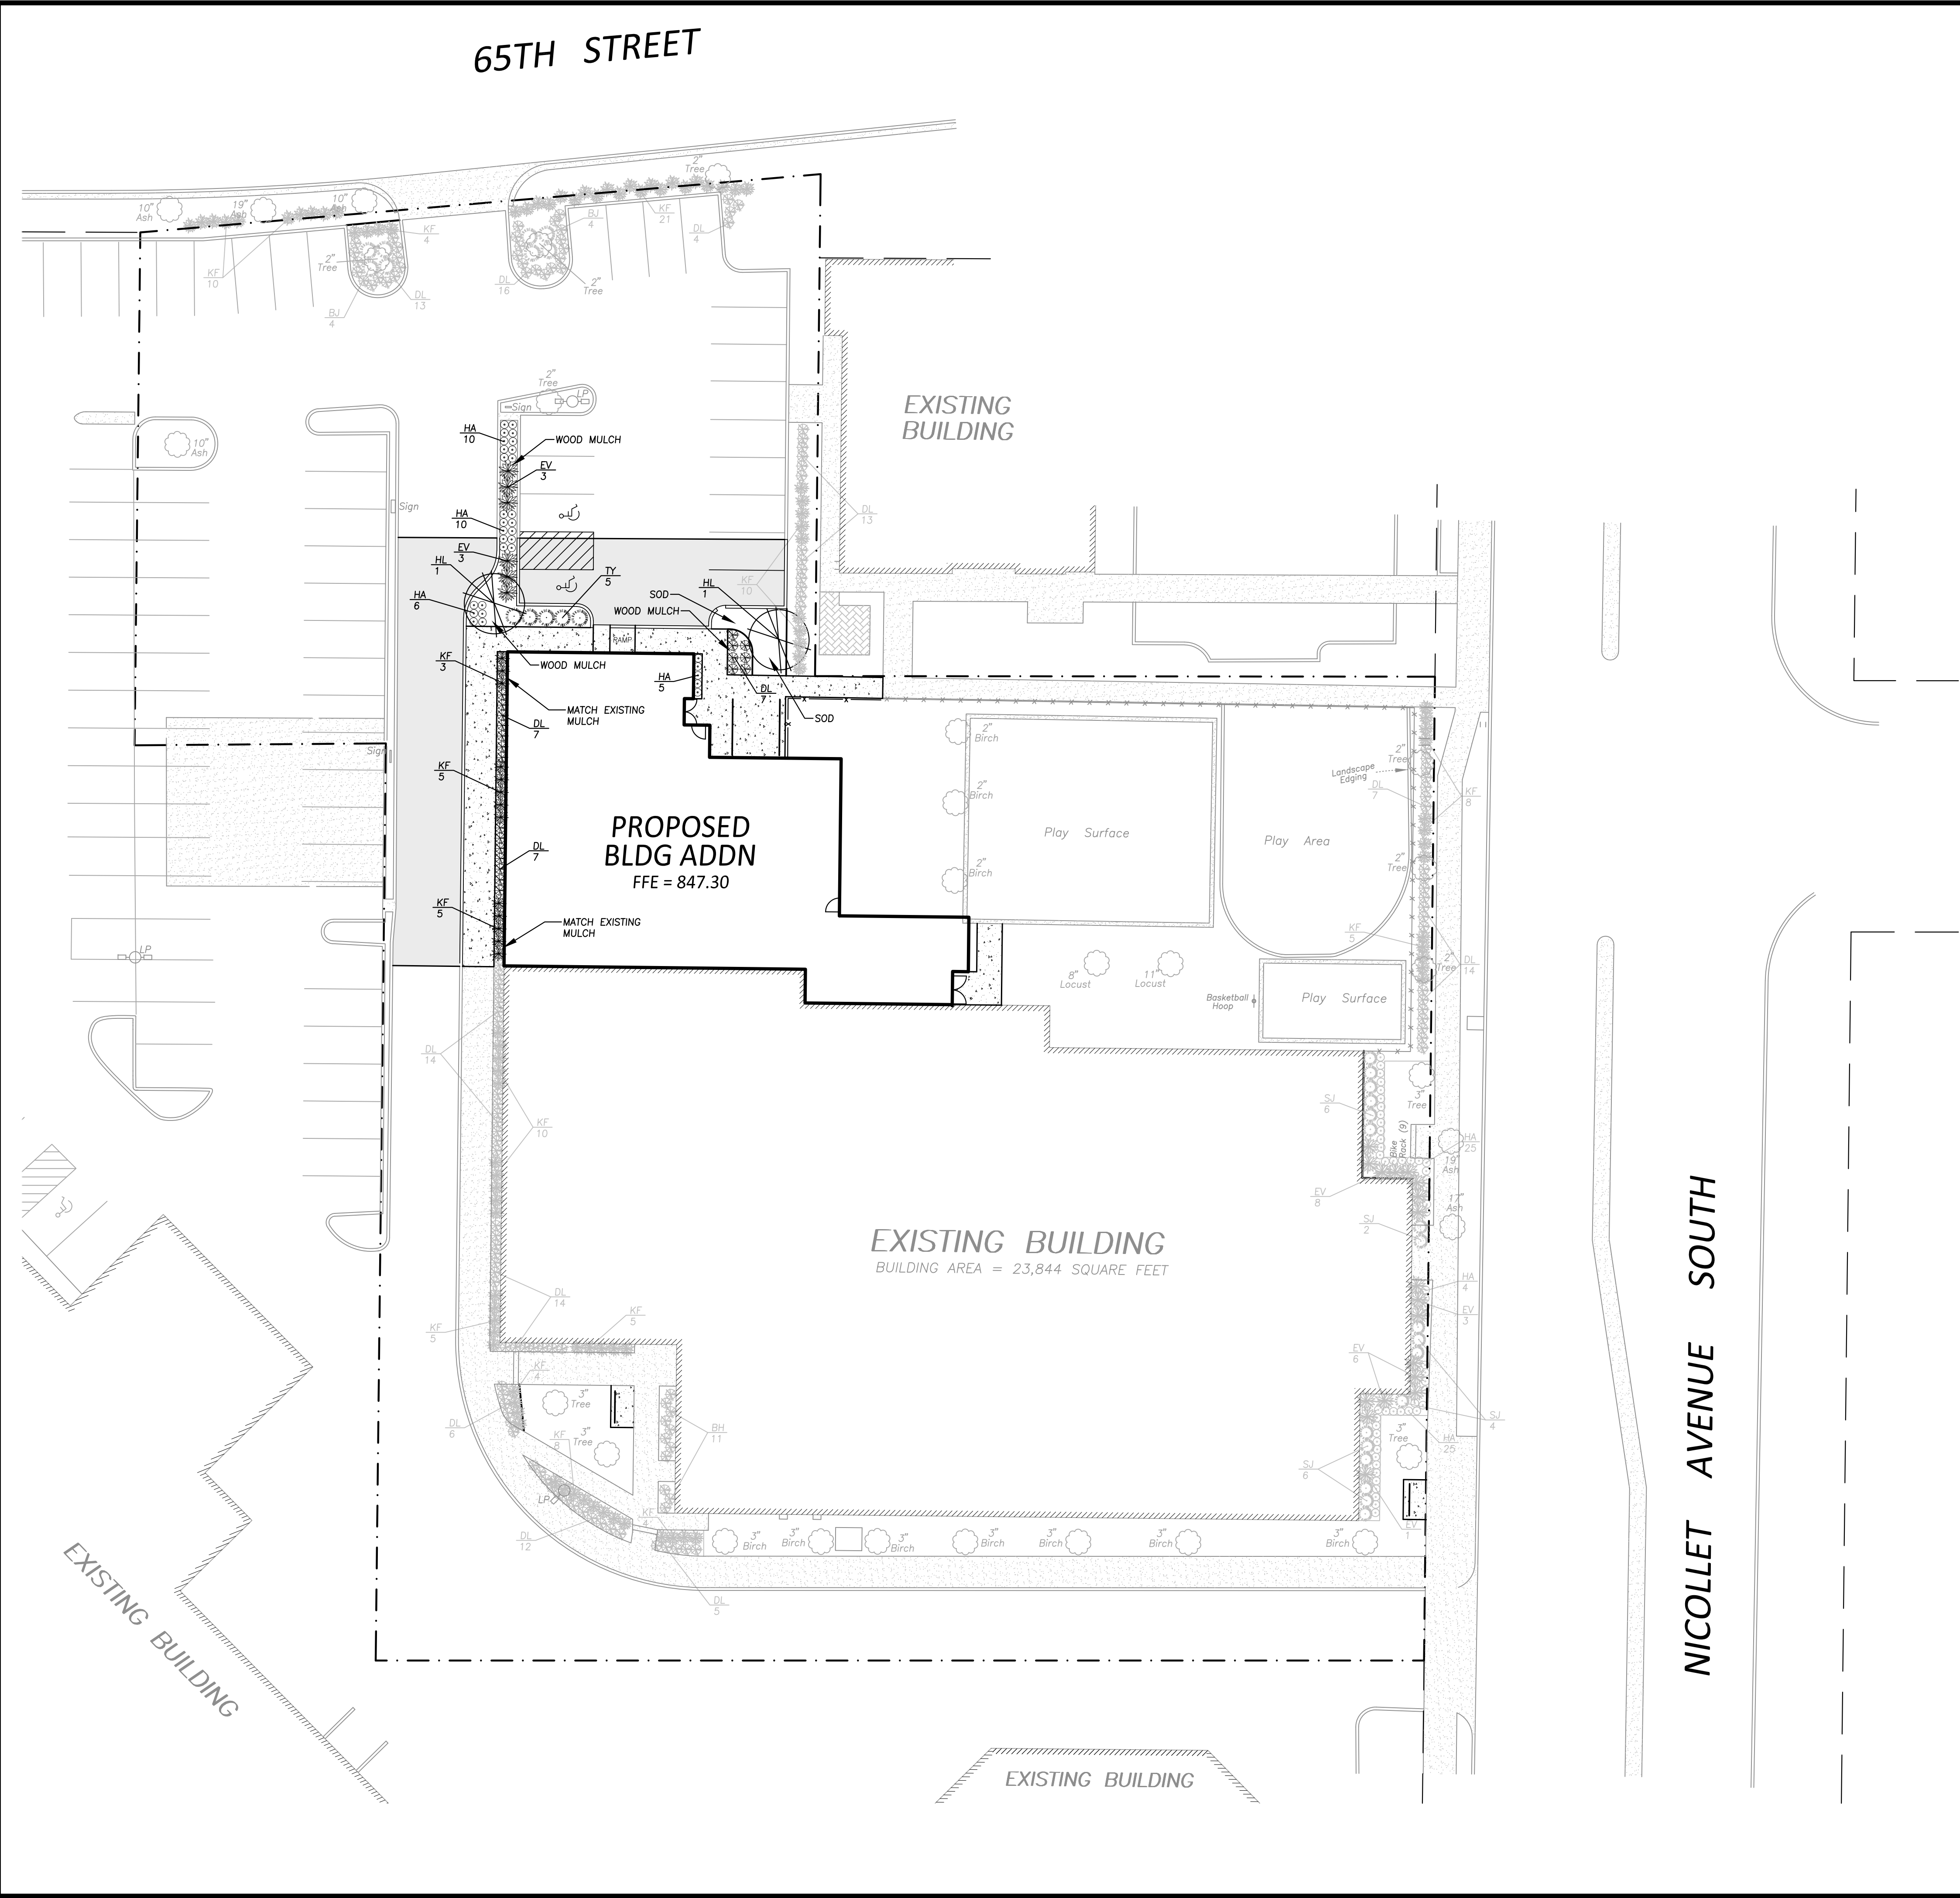 65TH STREET
2"
Tree
10"
Ash
19"
Ash
10"
KF
4
BJ
4
KF
21
DL
4
2"
Tree
KF
10
DL
16
2"
Tree
DL
13
BJ
4
2"
Tree
LP
Sign
EXISTING
BUILDING
HA
10
WOOD MULCH
10"
Ash
EV
3
Sign
HA
10
DL
13
EV
3
HL
1
TY
5
KF
10
HL
1
HA
6
SOD
WOOD MULCH
RAMP
KF
3
WOOD MULCH
HA
5
DL
7
MATCH EXISTING
MULCH
SOD
DL
7
2"
Birch
Sign
2"
Tree
Landscape
Edging
KF
5
DL
7
KF
8
2"
Birch
PROPOSED
BLDG ADDN
FFE = 847.30
Play Surface
Play Area
DL
7
2"
Birch
2"
Tree
KF
5
MATCH EXISTING
MULCH
KF
5
LP
2"
Tree
DL
14
8"
Locust
11"
Locust
Basketball
Hoop
Play Surface
DL
14
KF
10
SJ
6
3"
Tree
Bike
Rack (9)
HA
25
19"
Ash
EV
8
17"
Ash
SJ
2
EXISTING BUILDING
BUILDING AREA = 23,844 SQUARE FEET
NICOLLET AVENUE SOUTH
HA
4
EV
3
DL
14
KF
5
KF
5
EV
6
KF
4
3"
Tree
DL
6
KF
8
3"
Tree
BH
11
SJ
4
3"
Tree
HA
25
SJ
6
LP
KF
4
EV
1
DL
12
3"
Birch
3"
Birch
3"
Birch
3"
Birch
3"
Birch
3"
Birch
3"
Birch
DL
5
EXISTING BUILDING
EXISTING BUILDING